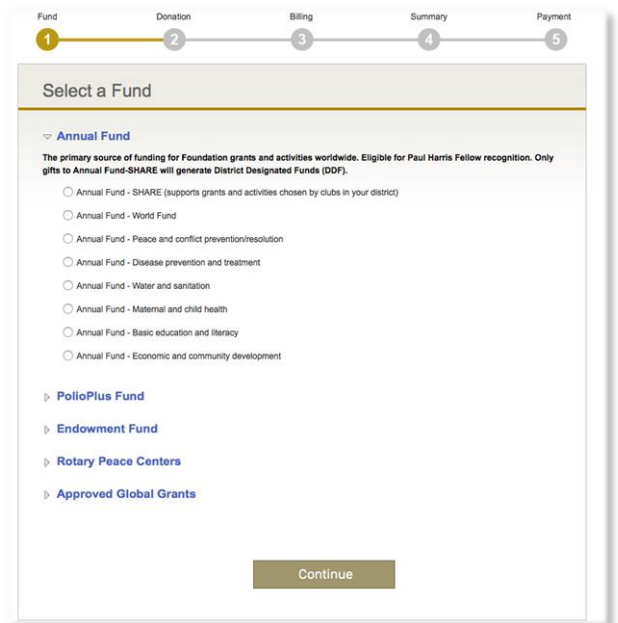 Fund Donation Billing Summary Payment
1 2 3 4 5
Select a Fund
Annual Fund
The primary source of funding for Foundation grants and activities worldwide. Eligible for Paul Harris Fellow recognition. Only
gifts to Annual Fund-SHARE will generate District Designated Funds (DDF).
Annual Fund - SHARE (supports grants and activities chosen by clubs in your district)
Annual Fund - World Fund
Annual Fund - Peace and conflict prevention/resolution
Annual Fund - Disease prevention and treatment
Annual Fund - Water and sanitation
Annual Fund - Maternal and child health
Annual Fund - Basic education and literacy
Annual Fund - Economic and community development
PolioPlus Fund
Endowment Fund
Rotary Peace Centers
Approved Global Grants
Continue